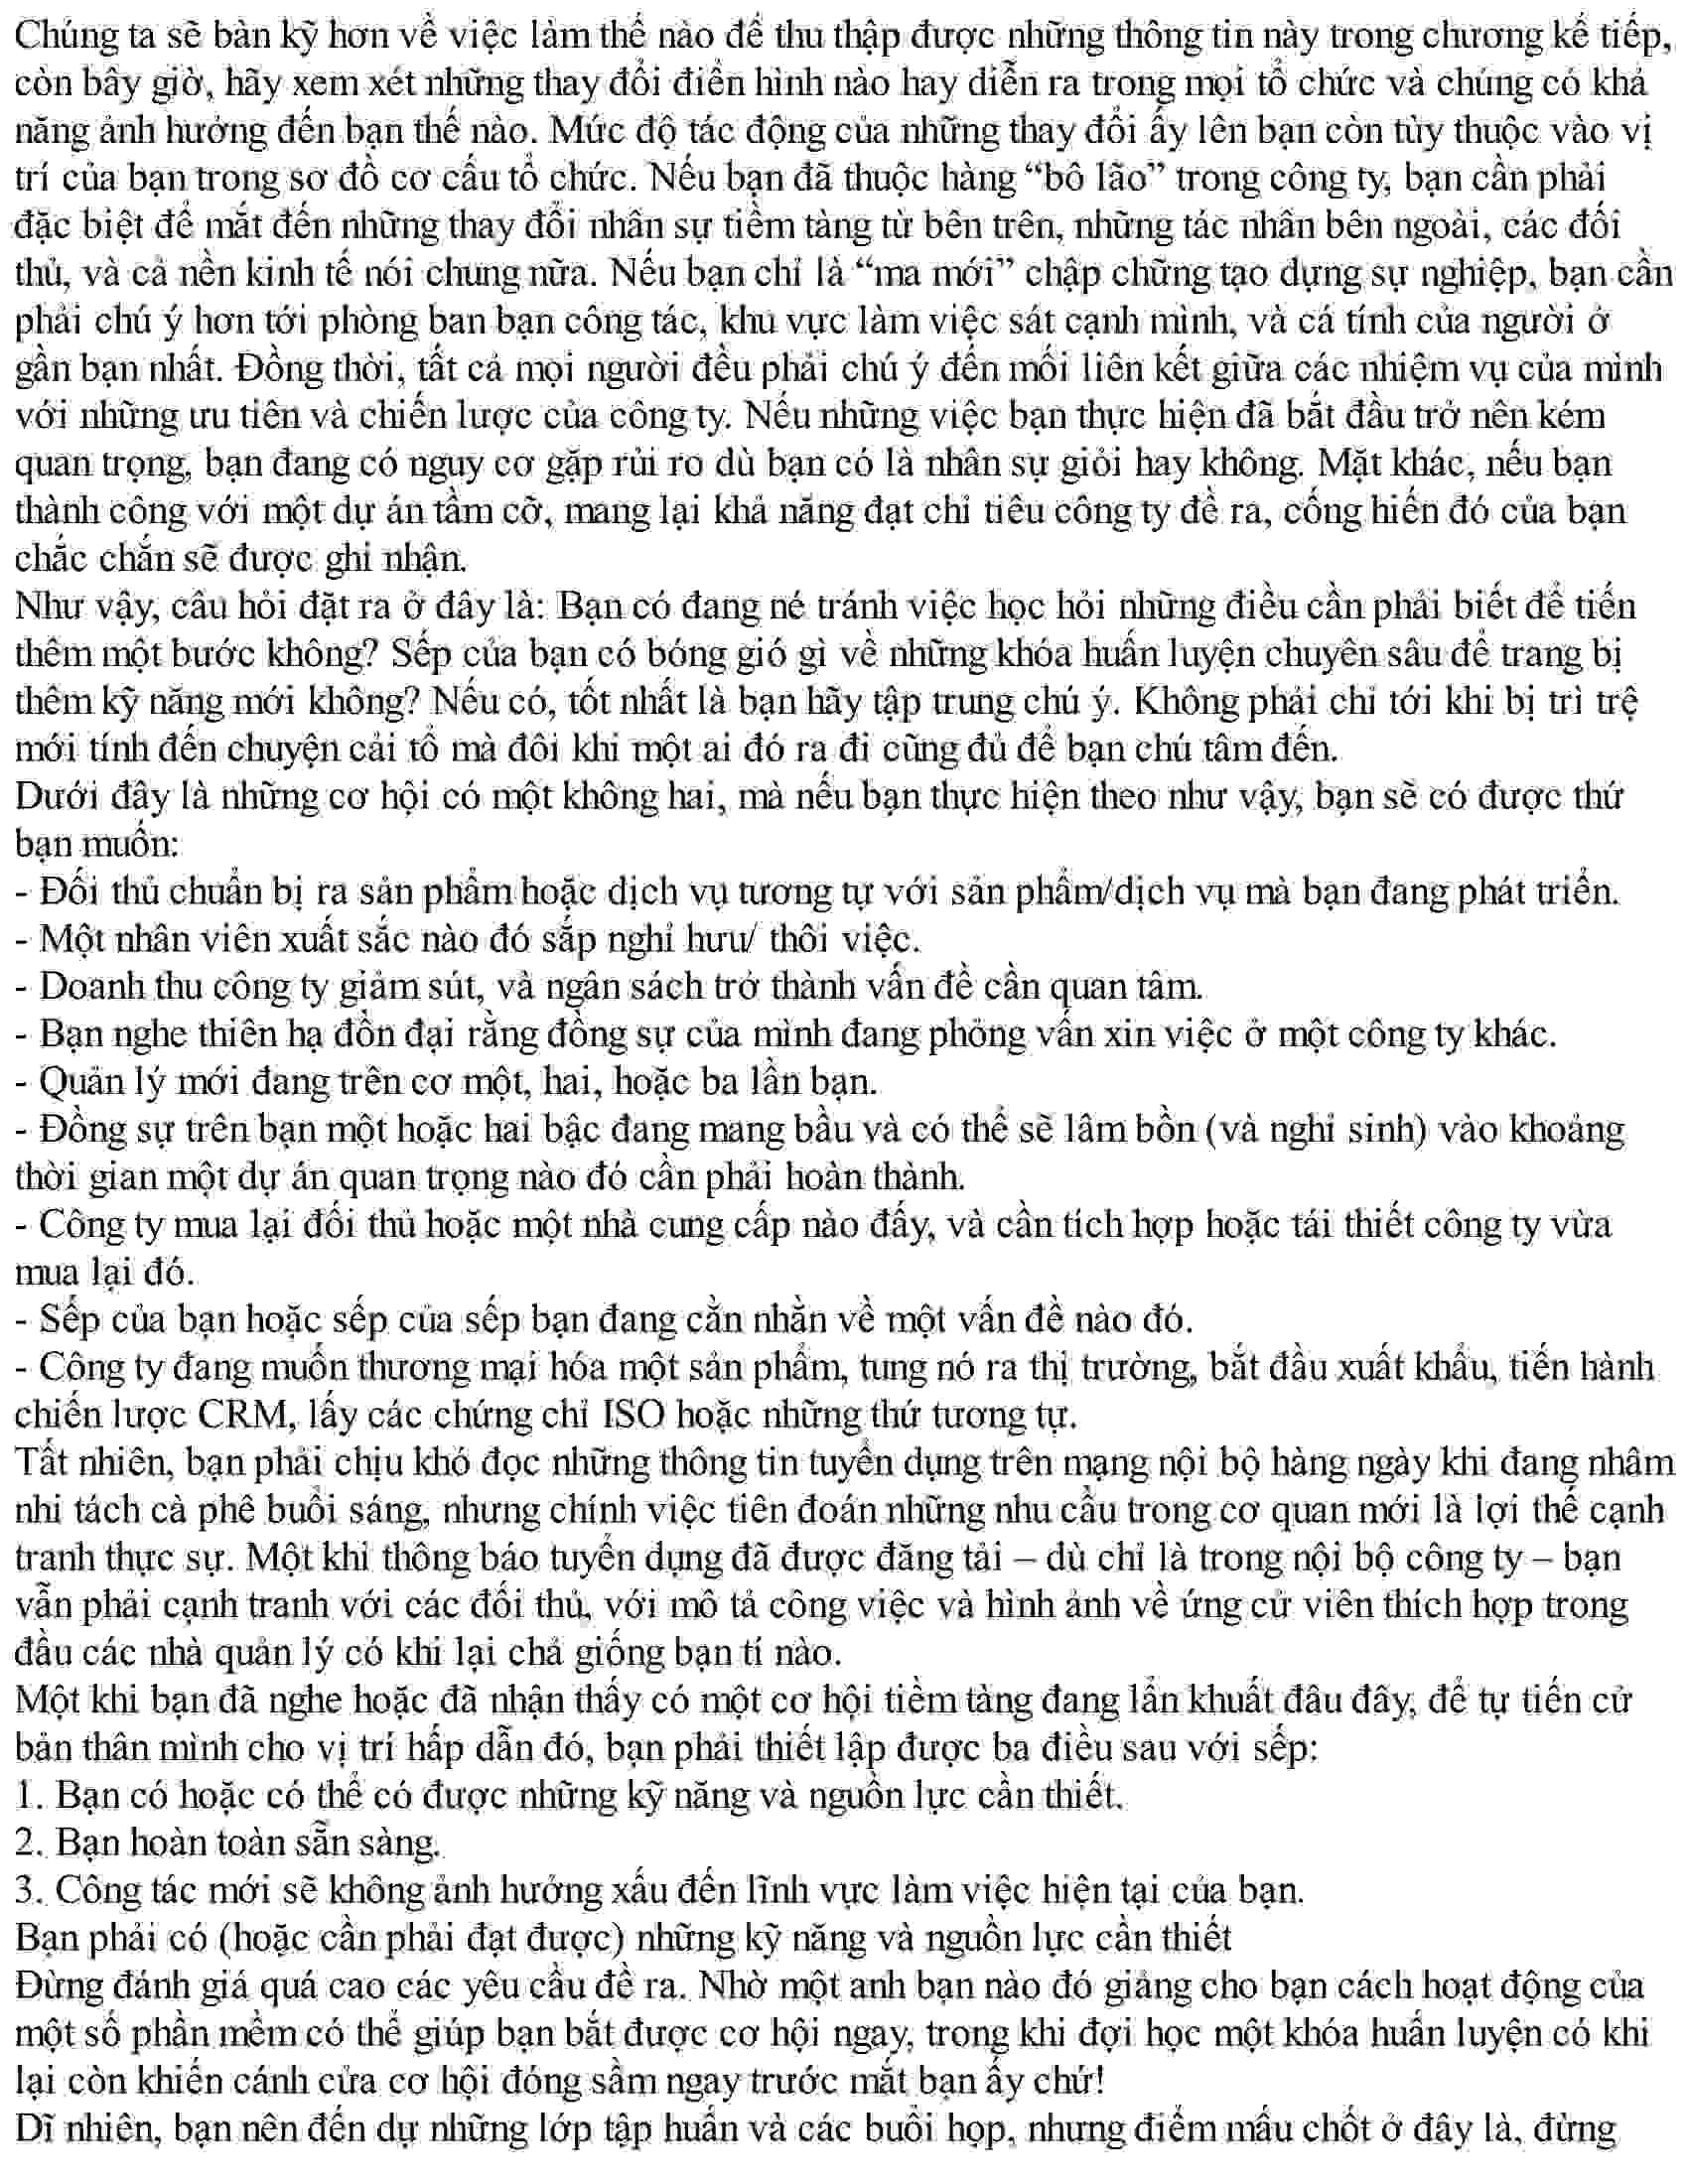 Chúng ta sẽ bàn kỹ hơn về việc làm thế nào để thu thập được những thông tin này trong chương kế tiếp,
còn bây giờ, hãy xem xét những thay đổi điển hình nào hay diễn ra trong mọi tổ chức và chúng có khả
năng ảnh hưởng đến bạn thế nào. Mức độ tác động của những thay đổi ấy lên bạn còn tùy thuộc vào vị
trí của bạn trong sơ đồ cơ cấu tổ chức. Nếu bạn đã thuộc hàng “bô lão” trong công ty, bạn cần phải
đặc biệt để mắt đến những thay đổi nhân sự tiềm tàng từ bên trên, những tác nhân bên ngoài, các đối
thủ, và cả nền kinh tế nói chung nữa. Nếu bạn chỉ là “ma mới” chập chững tạo dựng sự nghiệp, bạn cần
phải chú ý hơn tới phòng ban bạn công tác, khu vực làm việc sát cạnh mình, và cá tính của người ở
gần bạn nhất. Đồng thời, tất cả mọi người đều phải chú ý đến mối liên kết giữa các nhiệm vụ của mình
với những ưu tiên và chiến lược của công ty. Nếu những việc bạn thực hiện đã bắt đầu trở nên kém
quan trọng, bạn đang có nguy cơ gặp rủi ro dù bạn có là nhân sự giỏi hay không. Mặt khác, nếu bạn
thành công với một dự án tầm cỡ, mang lại khả năng đạt chỉ tiêu công ty đề ra, cống hiến đó của bạn
chắc chắn sẽ được ghi nhận.
Như vậy, câu hỏi đặt ra ở đây là: Bạn có đang né tránh việc học hỏi những điều cần phải biết để tiến
thêm một bước không? Sếp của bạn có bóng gió gì về những khóa huấn luyện chuyên sâu để trang bị
thêm kỹ năng mới không? Nếu có, tốt nhất là bạn hãy tập trung chú ý. Không phải chỉ tới khi bị trì trệ
mới tính đến chuyện cải tổ mà đôi khi một ai đó ra đi cũng đủ để bạn chú tâm đến.
Dưới đây là những cơ hội có một không hai, mà nếu bạn thực hiện theo như vậy, bạn sẽ có được thứ
bạn muốn:
- Đối thủ chuẩn bị ra sản phẩm hoặc dịch vụ tương tự với sản phẩm/dịch vụ mà bạn đang phát triển.
- Một nhân viên xuất sắc nào đó sắp nghỉ hưu/ thôi việc.
- Doanh thu công ty giảm sút, và ngân sách trở thành vấn đề cần quan tâm.
- Bạn nghe thiên hạ đồn đại rằng đồng sự của mình đang phỏng vấn xin việc ở một công ty khác.
- Quản lý mới đang trên cơ một, hai, hoặc ba lần bạn.
- Đồng sự trên bạn một hoặc hai bậc đang mang bầu và có thể sẽ lâm bồn (và nghỉ sinh) vào khoảng
thời gian một dự án quan trọng nào đó cần phải hoàn thành.
- Công ty mua lại đối thủ hoặc một nhà cung cấp nào đấy, và cần tích hợp hoặc tái thiết công ty vừa
mua lại đó.
- Sếp của bạn hoặc sếp của sếp bạn đang cằn nhằn về một vấn đề nào đó.
- Công ty đang muốn thương mại hóa một sản phẩm, tung nó ra thị trường, bắt đầu xuất khẩu, tiến hành
chiến lược CRM, lấy các chứng chỉ ISO hoặc những thứ tương tự.
Tất nhiên, bạn phải chịu khó đọc những thông tin tuyển dụng trên mạng nội bộ hàng ngày khi đang nhâm
nhi tách cà phê buổi sáng, nhưng chính việc tiên đoán những nhu cầu trong cơ quan mới là lợi thế cạnh
tranh thực sự. Một khi thông báo tuyển dụng đã được đăng tải – dù chỉ là trong nội bộ công ty – bạn
vẫn phải cạnh tranh với các đối thủ, với mô tả công việc và hình ảnh về ứng cử viên thích hợp trong
đầu các nhà quản lý có khi lại chả giống bạn tí nào.
Một khi bạn đã nghe hoặc đã nhận thấy có một cơ hội tiềm tàng đang lẩn khuất đâu đây, để tự tiến cử
bản thân mình cho vị trí hấp dẫn đó, bạn phải thiết lập được ba điều sau với sếp:
1. Bạn có hoặc có thể có được những kỹ năng và nguồn lực cần thiết.
2. Bạn hoàn toàn sẵn sàng.
3. Công tác mới sẽ không ảnh hưởng xấu đến lĩnh vực làm việc hiện tại của bạn.
Bạn phải có (hoặc cần phải đạt được) những kỹ năng và nguồn lực cần thiết
Đừng đánh giá quá cao các yêu cầu đề ra. Nhờ một anh bạn nào đó giảng cho bạn cách hoạt động của
một số phần mềm có thể giúp bạn bắt được cơ hội ngay, trong khi đợi học một khóa huấn luyện có khi
lại còn khiến cánh cửa cơ hội đóng sầm ngay trước mắt bạn ấy chứ!
Dĩ nhiên, bạn nên đến dự những lớp tập huấn và các buổi họp, nhưng điểm mấu chốt ở đây là, đừng